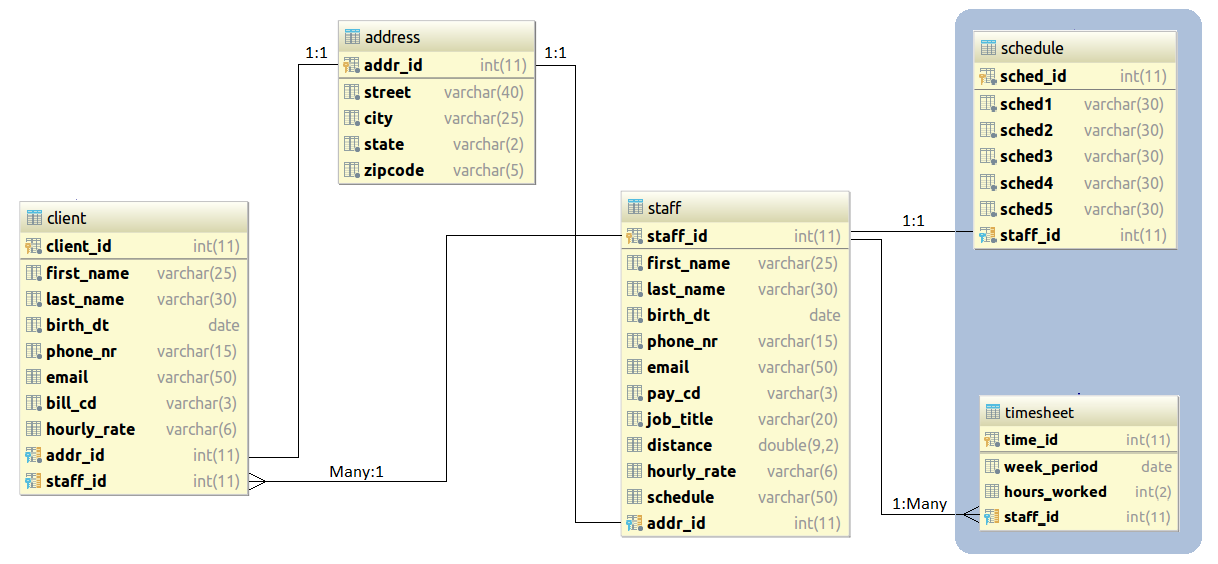 1:1
address
addr_id int(11)
street varchar(40)
city varchar(25)
state varchar(2)
zipcode varchar(5)
1:1
client
client_id int(11)
first_name varchar(25)
last_name varchar(30)
birth_dt date
phone_nr varchar(15)
email varchar(50)
bill_cd varchar(3)
hourly_rate varchar(6)
addr_id int(11)
staff_id int(11)
Many:1
staff
staff_id int(11)
first_name varchar(25)
last_name varchar(30)
birth_dt date
phone_nr varchar(15)
email varchar(50)
pay_cd varchar(3)
job_title varchar(20)
distance double(9,2)
hourly_rate varchar(6)
schedule varchar(50)
addr_id int(11)
1:1
schedule
sched_id int(11)
sched1 varchar(30)
sched2 varchar(30)
sched3 varchar(30)
sched4 varchar(30)
sched5 varchar(30)
staff_id int(11)
1:Many
timesheet
time_id int(11)
week_period date
hours_worked int(2)
staff_id int(11)